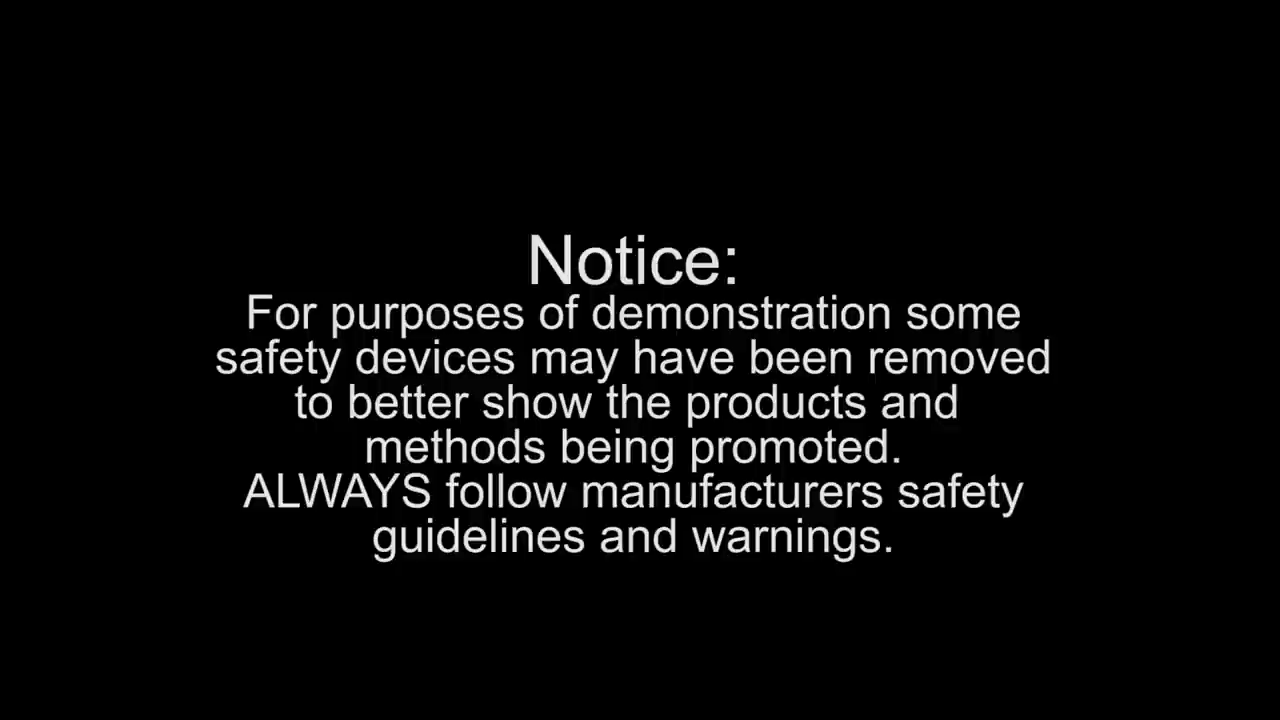 Notice:
For purposes of demonstration some
safety devices may have been removed
to better show the products and
methods being promoted.
ALWAYS follow manufacturers safety
guidelines and warnings.